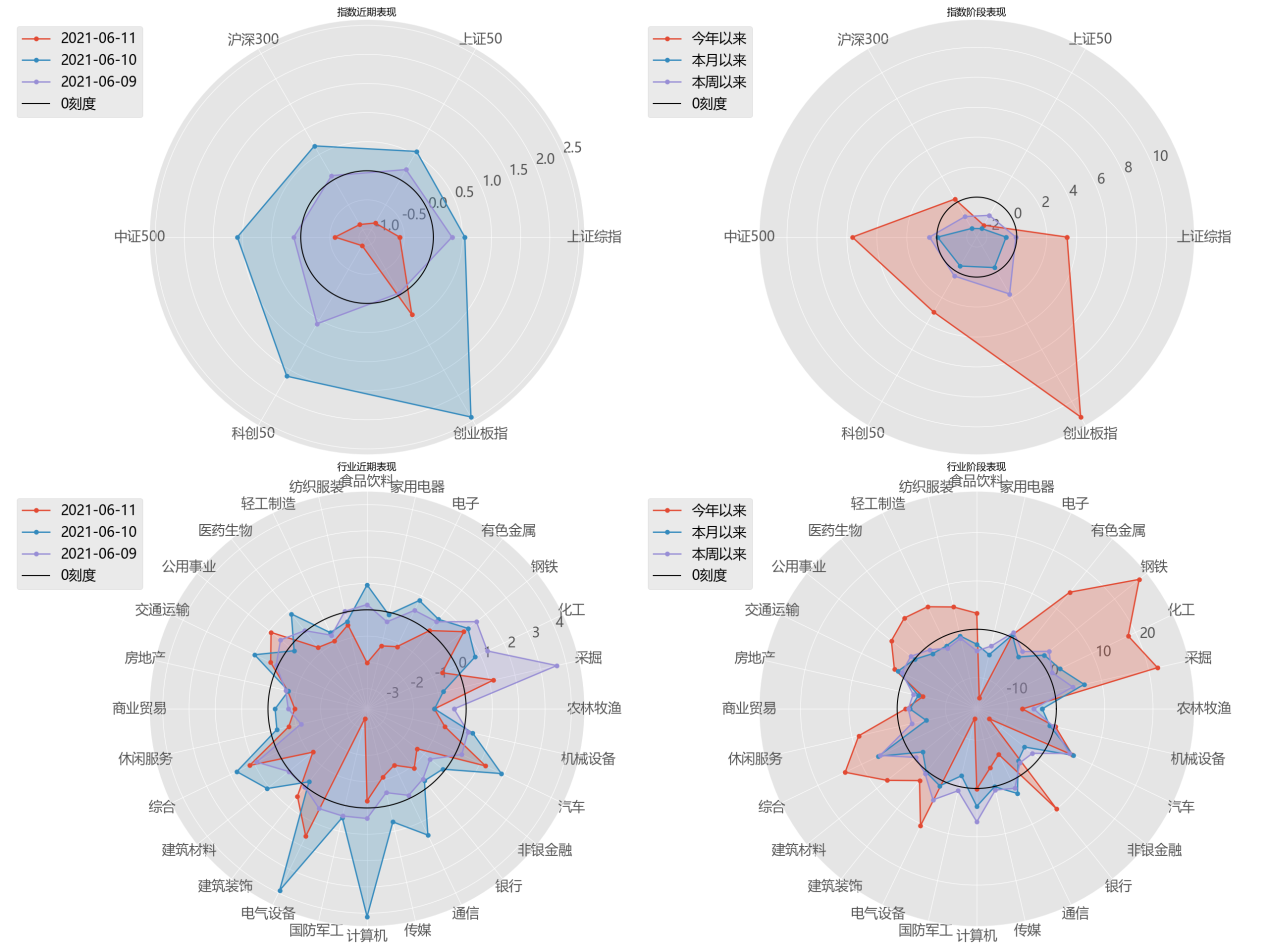 指数近期表现
2021-06-11
2021-06-10
2021-06-09
0刻度
沪深300
上证50
中证500
上证综指
科创50
创业板指
-1.0
-0.5
0.0
0.5
1.0
1.5
2.0
2.5
指数阶段表现
今年以来
本月以来
本周以来
0刻度
沪深300
上证50
中证500
上证综指
科创50
创业板指
-2
0
2
4
6
8
10
行业近期表现
2021-06-11
2021-06-10
2021-06-09
0刻度
食品饮料
纺织服装
家用电器
轻工制造
电子
医药生物
有色金属
公用事业
钢铁
交通运输
化工
房地产
采掘
商业贸易
农林牧渔
休闲服务
机械设备
综合
汽车
建筑材料
非银金融
建筑装饰
银行
电气设备
通信
国防军工
传媒
计算机
-3
-2
-1
0
1
2
3
4
行业阶段表现
今年以来
本月以来
本周以来
0刻度
食品饮料
纺织服装
家用电器
轻工制造
电子
医药生物
有色金属
公用事业
钢铁
交通运输
化工
房地产
采掘
商业贸易
农林牧渔
休闲服务
机械设备
综合
汽车
建筑材料
非银金融
建筑装饰
银行
电气设备
通信
国防军工
传媒
计算机
-10
0
10
20